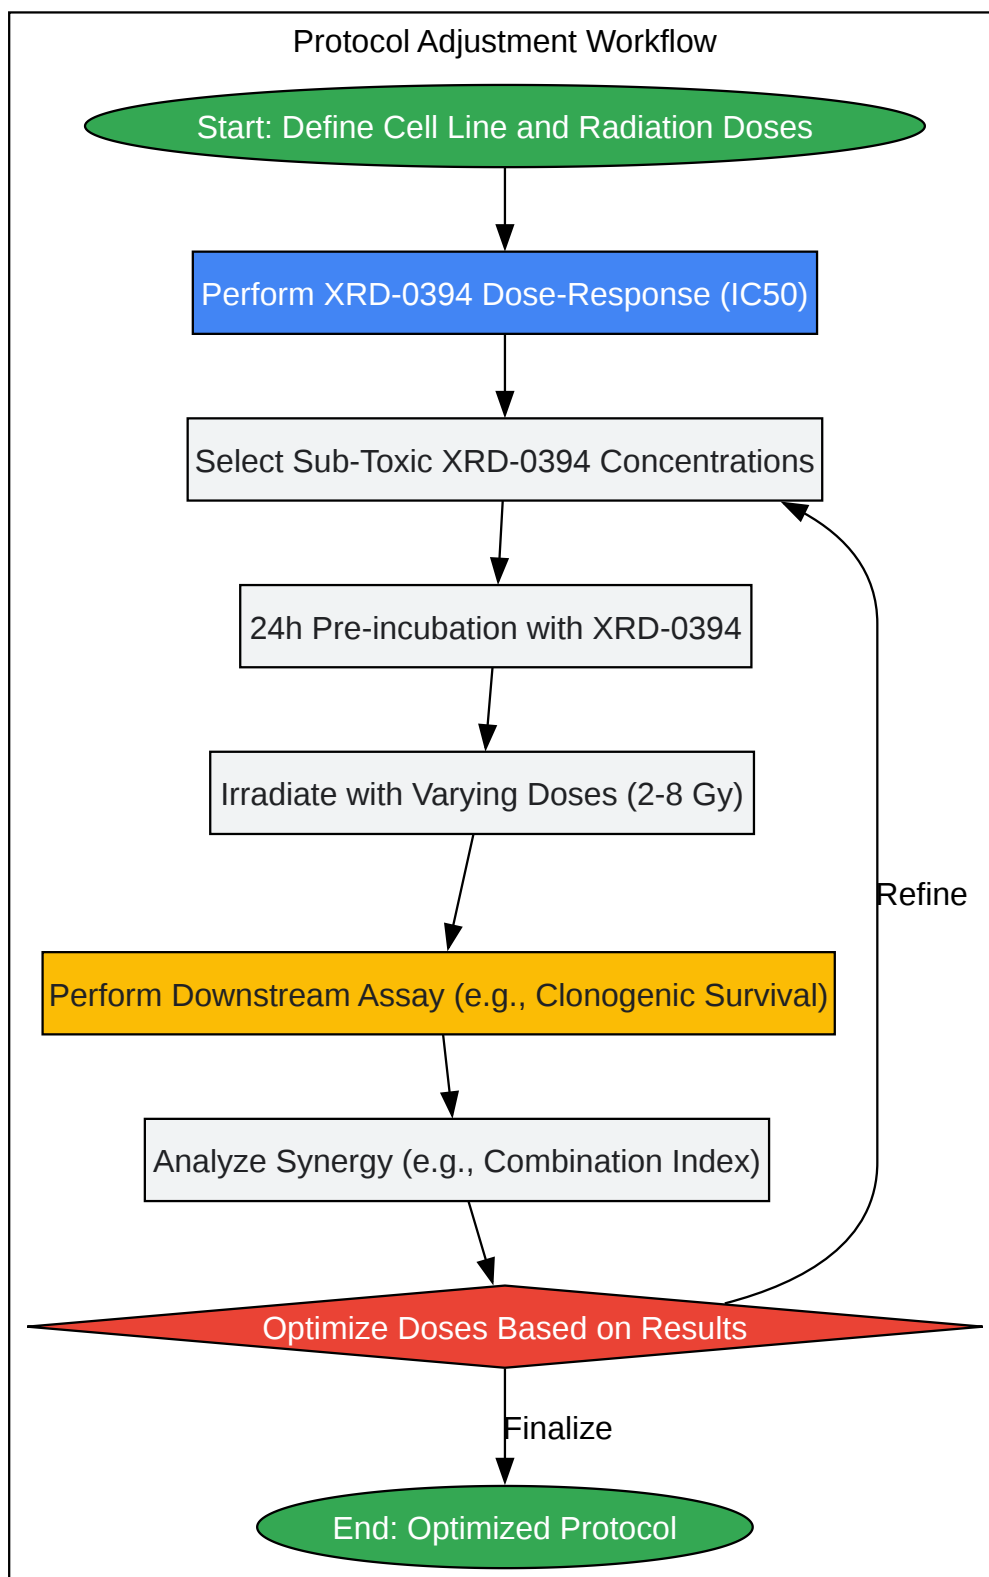 Protocol Adjustment Workflow
Start: Define Cell Line and Radiation Doses
Perform XRD-0394 Dose-Response (IC50)
Select Sub-Toxic XRD-0394 Concentrations
24h Pre-incubation with XRD-0394
Irradiate with Varying Doses (2-8 Gy)
Refine
Perform Downstream Assay (e.g., Clonogenic Survival)
Analyze Synergy (e.g., Combination Index)
Optimize Doses Based on Results
Finalize
End: Optimized Protocol